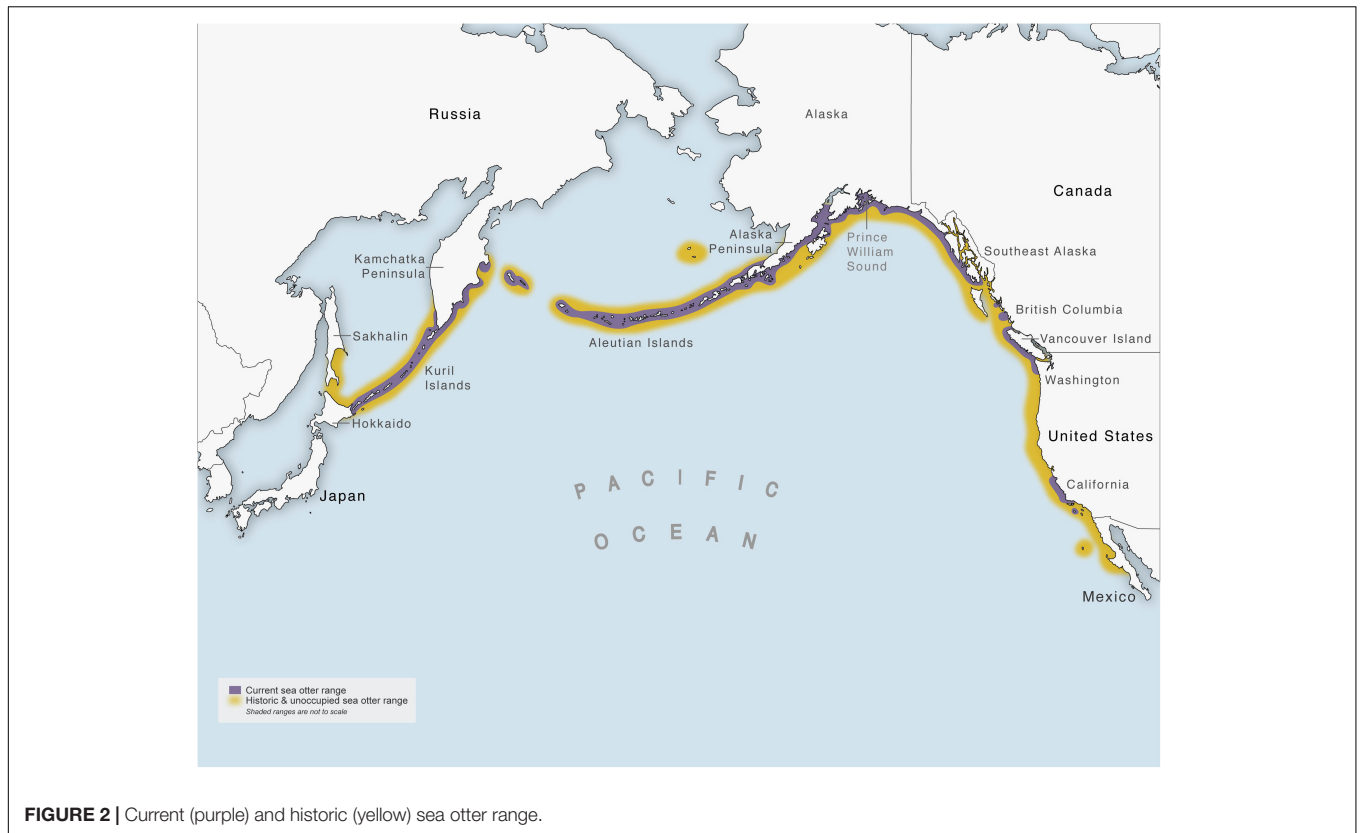 Russia
Alaska
Canada
Alaska
Peninsula
Prince
William
Sound
Southeast Alaska
Kamchatka
Peninsula
British Columbia
Sakhalin
Vancouver Island
Aleutian Islands
Kuril
Islands
Washington
Hokkaido
United States
Japan
PACIFIC
OCEAN
California
Mexico
Current sea otter range
Historic & unoccupied sea otter range
Shaded ranges are not to scale
FIGURE 2 | Current (purple) and historic (yellow) sea otter range.